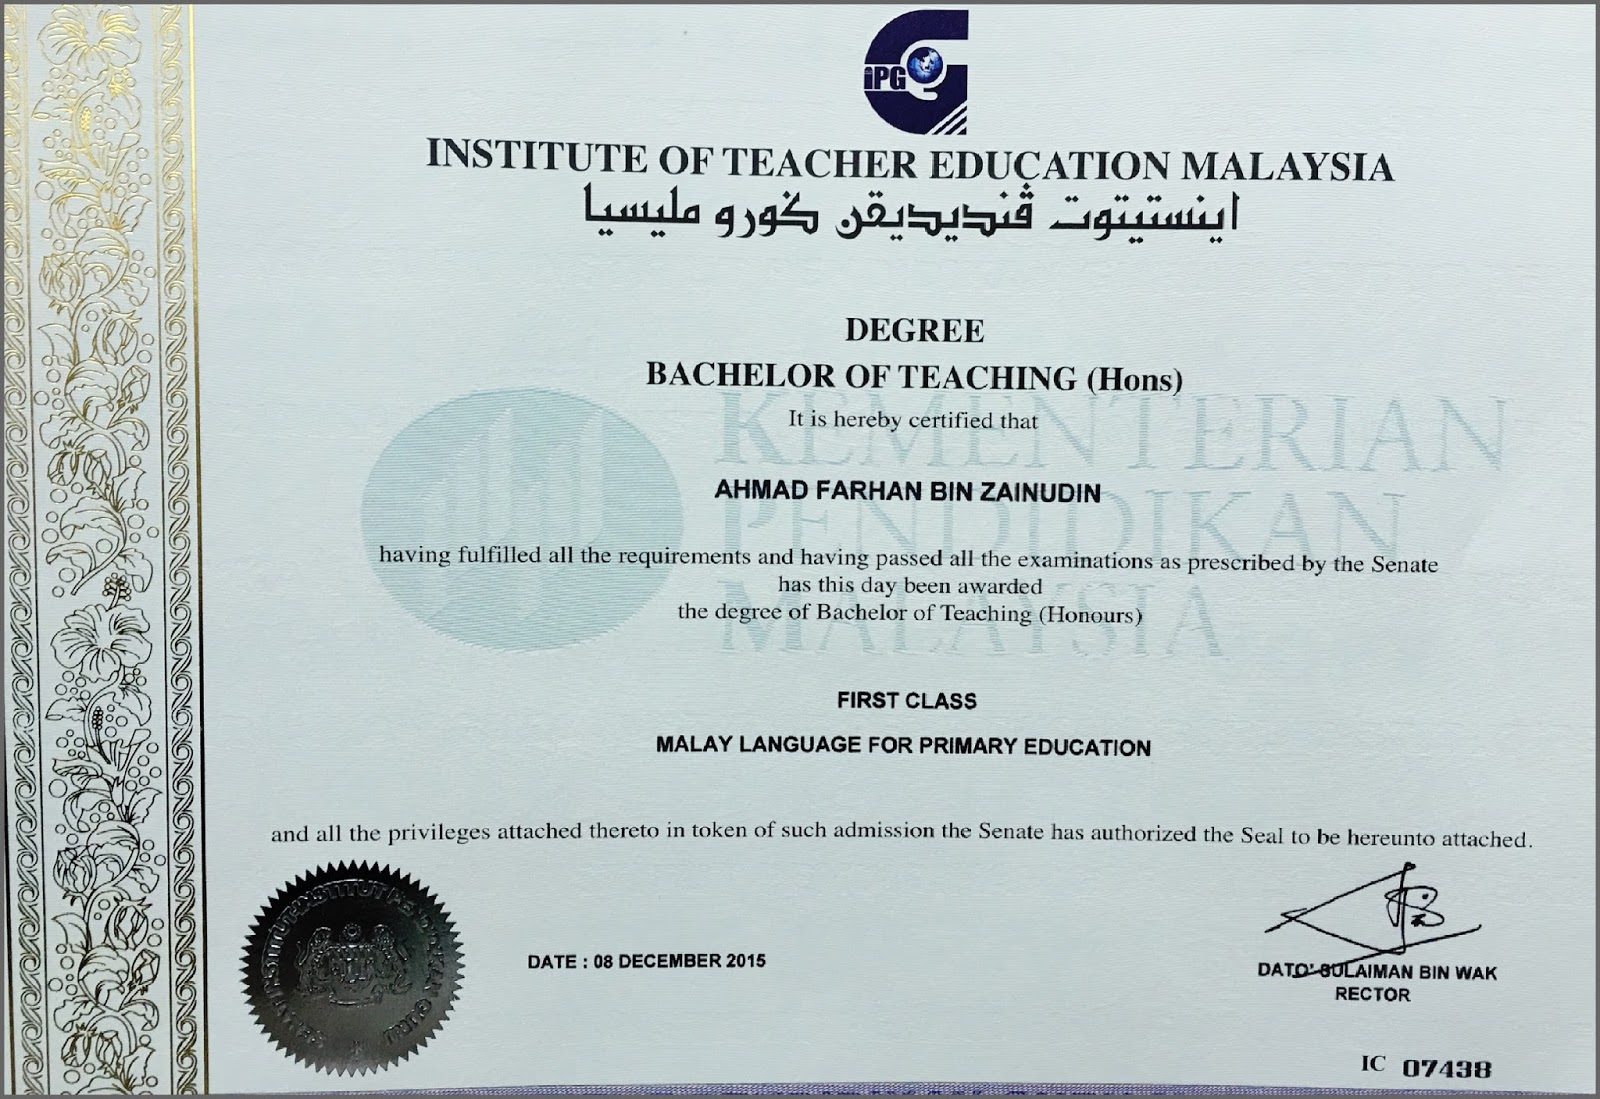 iPG
INSTITUTE OF TEACHER EDUCATION MALAYSIA
اينستيتوت ڤنديديقن ݢورو مليسيا
DEGREE
BACHELOR OF TEACHING (Hons)
It is hereby certified that
KEMENTERIAN
AHMAD FARHAN BIN ZAINUDIN
PENDIDIKAN
having fulfilled all the requirements and having passed all the examinations as prescribed by the Senate
has this day been awarded
the degree of Bachelor of Teaching (Honours)
MALAYSIA
FIRST CLASS
MALAY LANGUAGE FOR PRIMARY EDUCATION
and all the privileges attached thereto in token of such admission the Senate has authorized the Seal to be hereunto attached.
DATE : 08 DECEMBER 2015
DATO' SULAIMAN BIN WAK
RECTOR
IC 07438